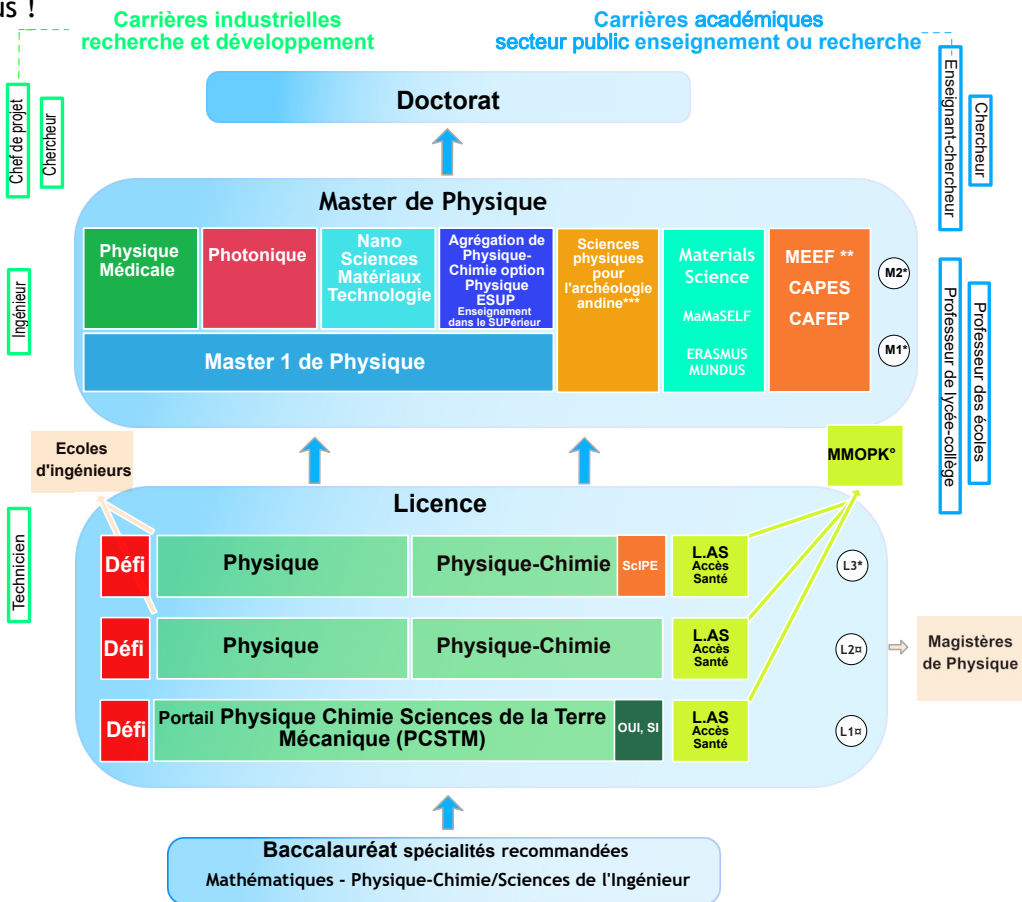 us !
Carrières industrielles
recherche et développement
Carrières académiques
secteur public enseignement ou recherche
Chef de projet
Chercheur
Doctorat
Enseignant-chercheur
Chercheur
Master de Physique
Physique
Médicale
Photonique
Nano
Sciences
Matériaux
Technologie
Agrégation de
Physique-
Chimie option
Physique
ESUP
Enseignement
dans le SUPérieur
Sciences
physiques
pour
l'archéologie
andine***
Materials
Science
MaMaSELF
ERASMUS
MUNDUS
MEEF **
CAPES
CAFEP
M2*
Master 1 de Physique
M1*
Ingénieur
Professeur de lycée-collège
Professeur des écoles
Ecoles
d'ingénieurs
MMOPK°
Licence
Technicien
Défi
Physique
Physique-Chimie
ScIPE
L.AS
Accès
Santé
L3*
Défi
Physique
Physique-Chimie
L.AS
Accès
Santé
L2¤
Magistères
de Physique
Défi
Portail Physique Chimie Sciences de la Terre
Mécanique (PCSTM)
OUI, SI
L.AS
Accès
Santé
L1¤
Baccalauréat spécialités recommandées
Mathématiques - Physique-Chimie/Sciences de l'Ingénieur